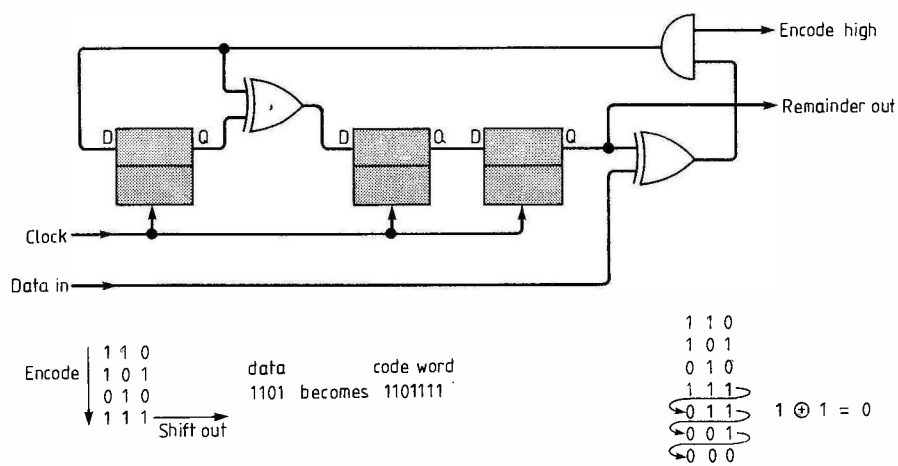 Encode high
Remainder out
D Q D Q D Q
Clock
Data in
Encode
1 1 0
1 0 1
0 1 0
1 1 1
Shift out
data code word
1101 becomes 1101111
1 1 0
1 0 1
0 1 0
1 1 1
0 1 1
0 0 1
0 0 0
1 ⊕ 1 = 0